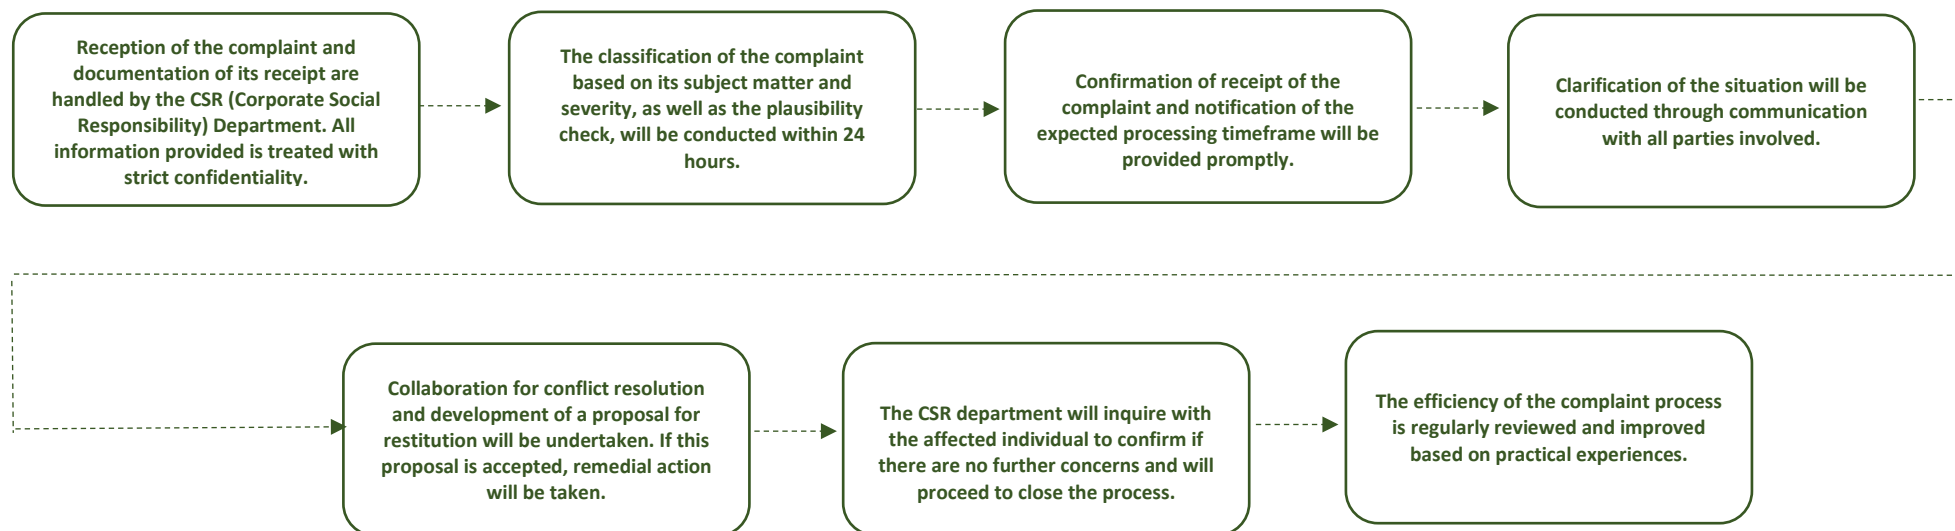 Reception of the complaint and
documentation of its receipt are
handled by the CSR (Corporate Social
Responsibility) Department. All
information provided is treated with
strict confidentiality.
The classification of the complaint
based on its subject matter and
severity, as well as the plausibility
check, will be conducted within 24
hours.
Confirmation of receipt of the
complaint and notification of the
expected processing timeframe will be
provided promptly.
Clarification of the situation will be
conducted through communication
with all parties involved.
Collaboration for conflict resolution
and development of a proposal for
restitution will be undertaken. If this
proposal is accepted, remedial action
will be taken.
The CSR department will inquire with
the affected individual to confirm if
there are no further concerns and will
proceed to close the process.
The efficiency of the complaint process
is regularly reviewed and improved
based on practical experiences.